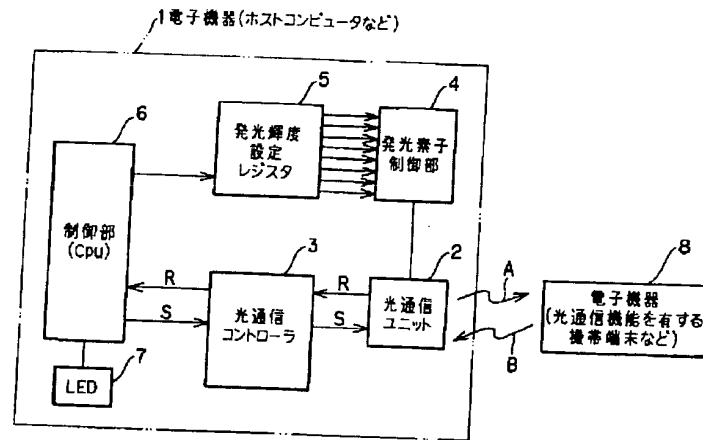 1電子機器(ホストコンピュータなど)
5
4
6
発光輝度
設定
レジスタ
発光素子
制御部
制御部
(Cpu)
3
2
8
R
R
A
光通信
コントローラ
光通信
ユニット
電子機器
(光通信機能を有する
携帯端末など)
S
S
B
7
LED